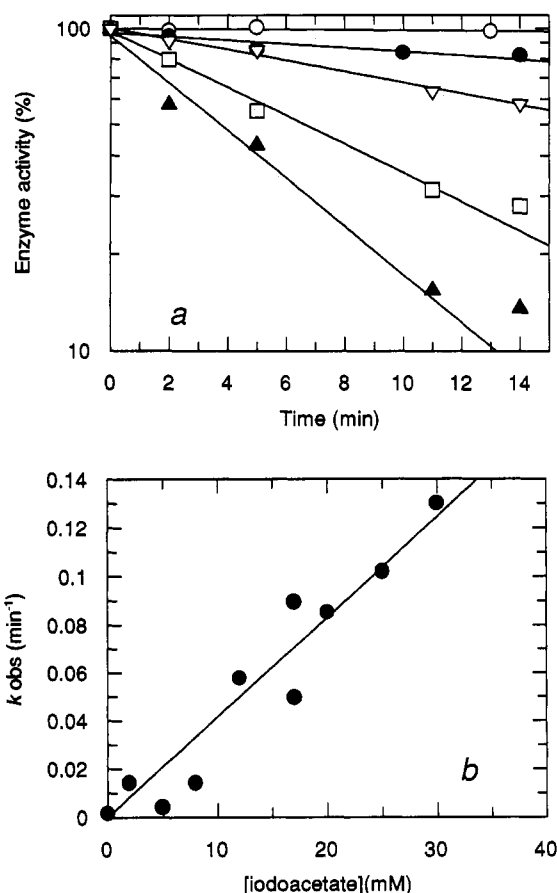 100
10
Enzyme activity (%)
a
0 2 4 6 8 10 12 14
Time (min)
0.14
0.12
0.1
0.08
0.06
0.04
0.02
0
k obs (min⁻¹)
b
0 10 20 30 40
[iodoacetate](mM)